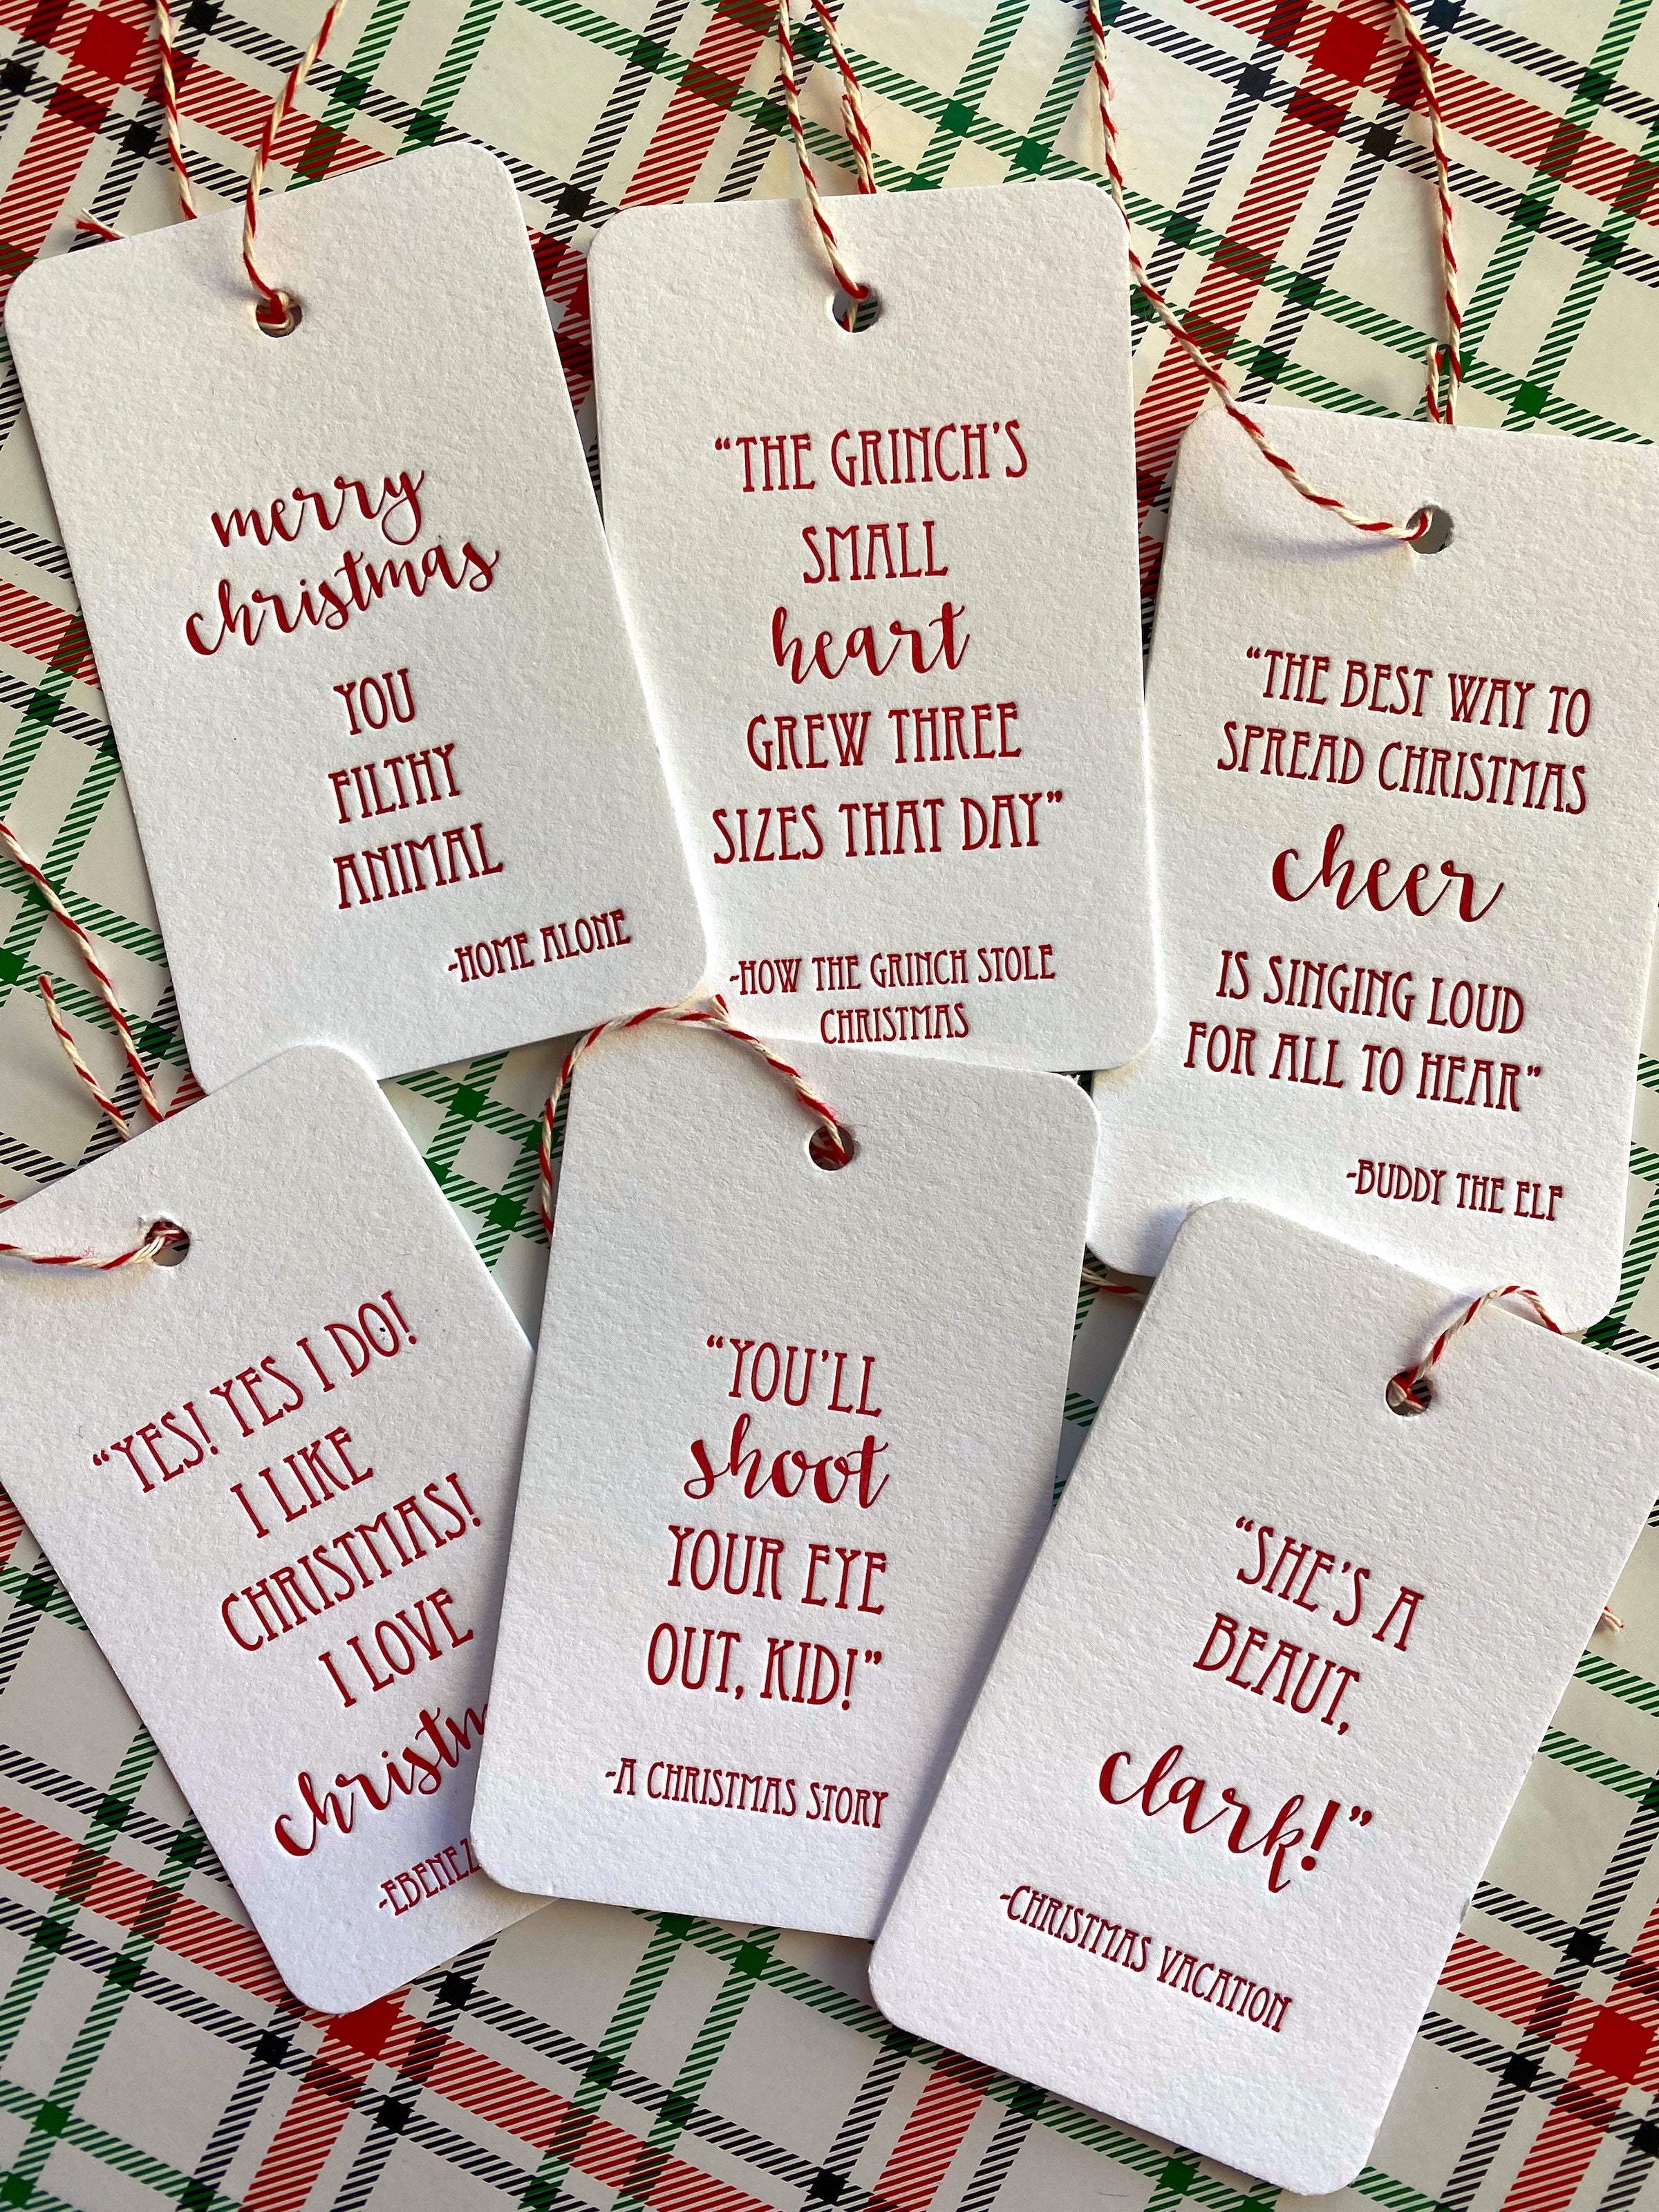 merry
christmas
YOU
FILTHY
ANIMAL
-HOME ALONE
“THE GRINCH’S
SMALL
heart
GREW THREE
SIZES THAT DAY”
-HOW THE GRINCH STOLE
CHRISTMAS
“THE BEST WAY TO
SPREAD CHRISTMAS
cheer
IS SINGING LOUD
FOR ALL TO HEAR”
-BUDDY THE ELF
“YES! YES I DO!
I LIKE
CHRISTMAS!
I LOVE
“YOU’LL
shoot
YOUR EYE
OUT, KID!”
-A CHRISTMAS STORY
“SHE’S A
BEAUT,
clark!”
-CHRISTMAS VACATION